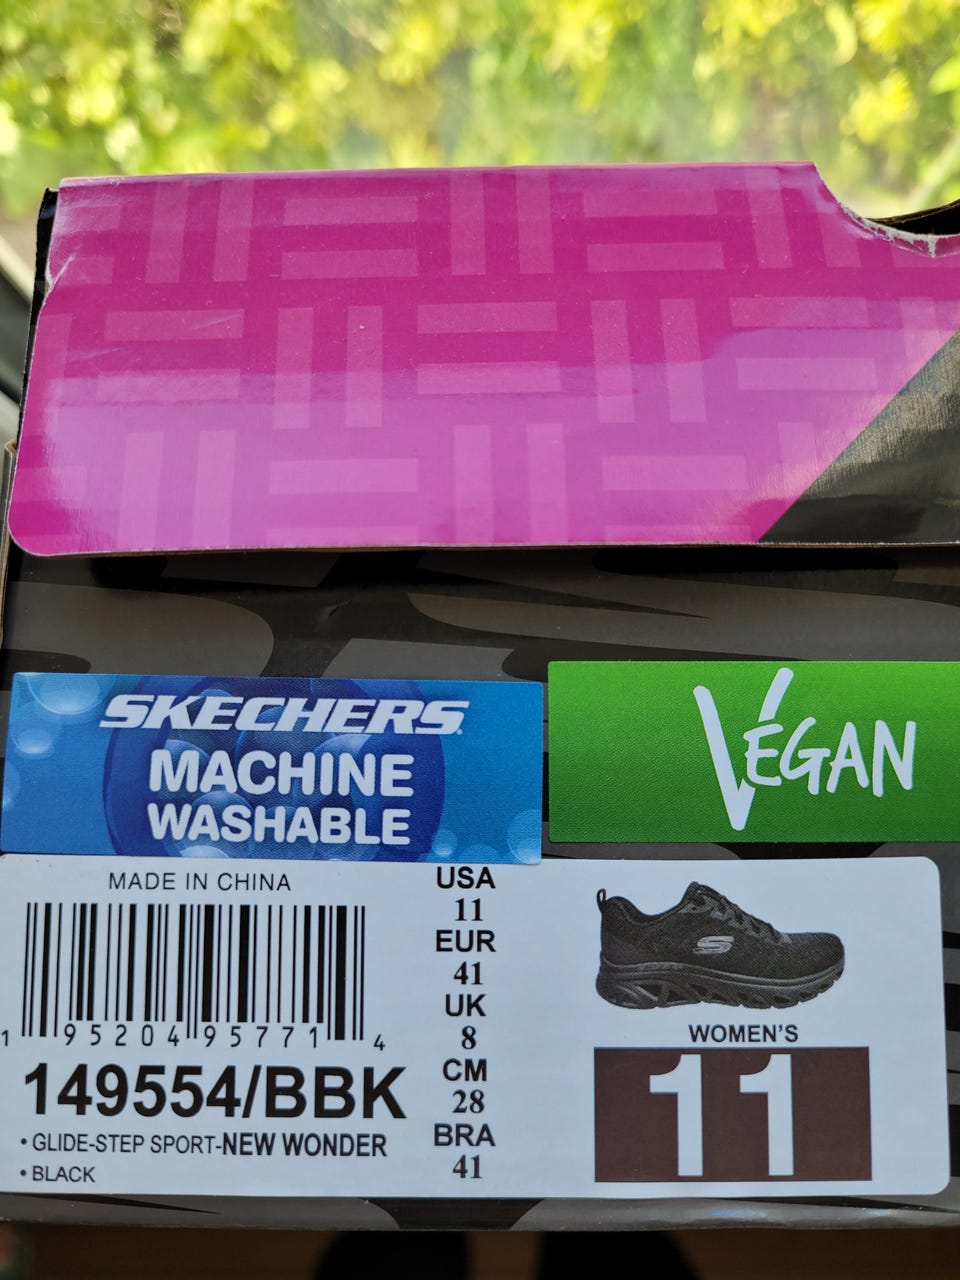 SKECHERS
MACHINE
WASHABLE
VEGAN
MADE IN CHINA
1 95204 95771 4
149554/BBK
• GLIDE-STEP SPORT-NEW WONDER
• BLACK
USA
11
EUR
41
UK
8
CM
28
BRA
41
WOMEN'S
11